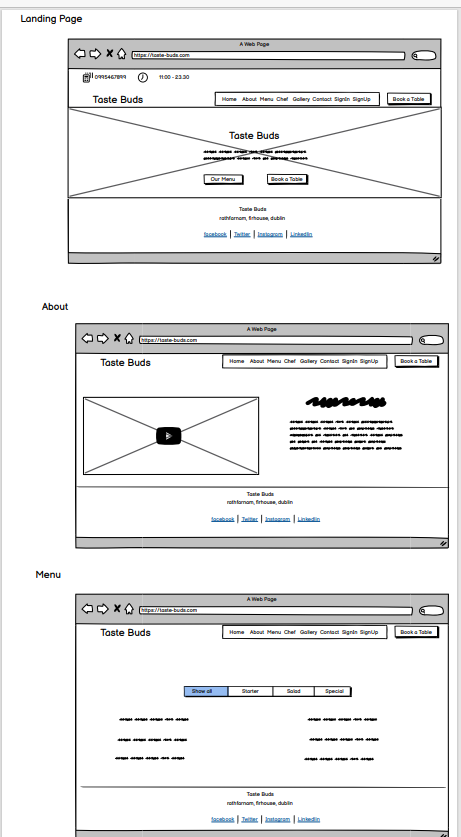 Landing Page
A Web Page
https://taste-buds.com
0995467899 11:00 - 23:30
Taste Buds Home About Menu Chef Gallery Contact SignIn SignUp Book a Table
Taste Buds
Our Menu Book a Table
Taste Buds
rathfarnam, firhouse, dublin
facebook | Twitter | Instagram | LinkedIin
About
A Web Page
https://taste-buds.com
Taste Buds Home About Menu Chef Gallery Contact SignIn SignUp Book a Table
Taste Buds
rathfarnam, firhouse, dublin
facebook | Twitter | Instagram | LinkedIin
Menu
A Web Page
https://taste-buds.com
Taste Buds Home About Menu Chef Gallery Contact SignIn SignUp Book a Table
Show all Starter Salad Special
Taste Buds
rathfarnam, firhouse, dublin
facebook | Twitter | Instagram | LinkedIin